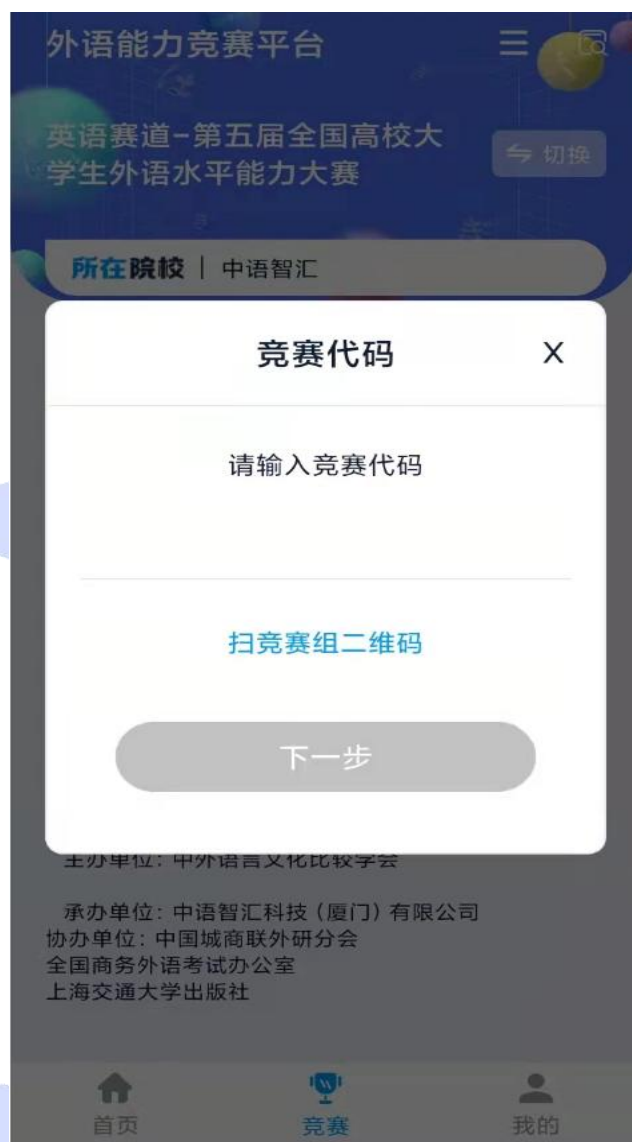 外语能力竞赛平台
英语赛道-第五届全国高校大
学生外语水平能力大赛
切换
所在院校 | 中语智汇
竞赛代码 X
请输入竞赛代码
扫竞赛组二维码
下一步
主办单位：中外语言文化比较学会
承办单位：中语智汇科技（厦门）有限公司
协办单位：中国城商联外研分会
全国商务外语考试办公室
上海交通大学出版社
首页 竞赛 我的